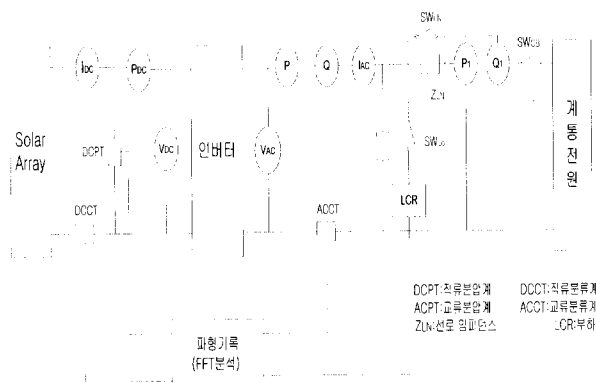 SWLN
SWCB
IDC
PDC
P
Q
IAC
P1
Q1
ZLN
Solar
Array
DCPT
VDC
인버터
VAC
SWLD
계통전원
DCCT
ACCT
LCR
DCPT:직류분압계 DCCT:직류분류계
ACPT:교류분압계 ACCT:교류분류계
ZLN:선로 임피던스 LCR:부하
파형기록
(FFT분석)